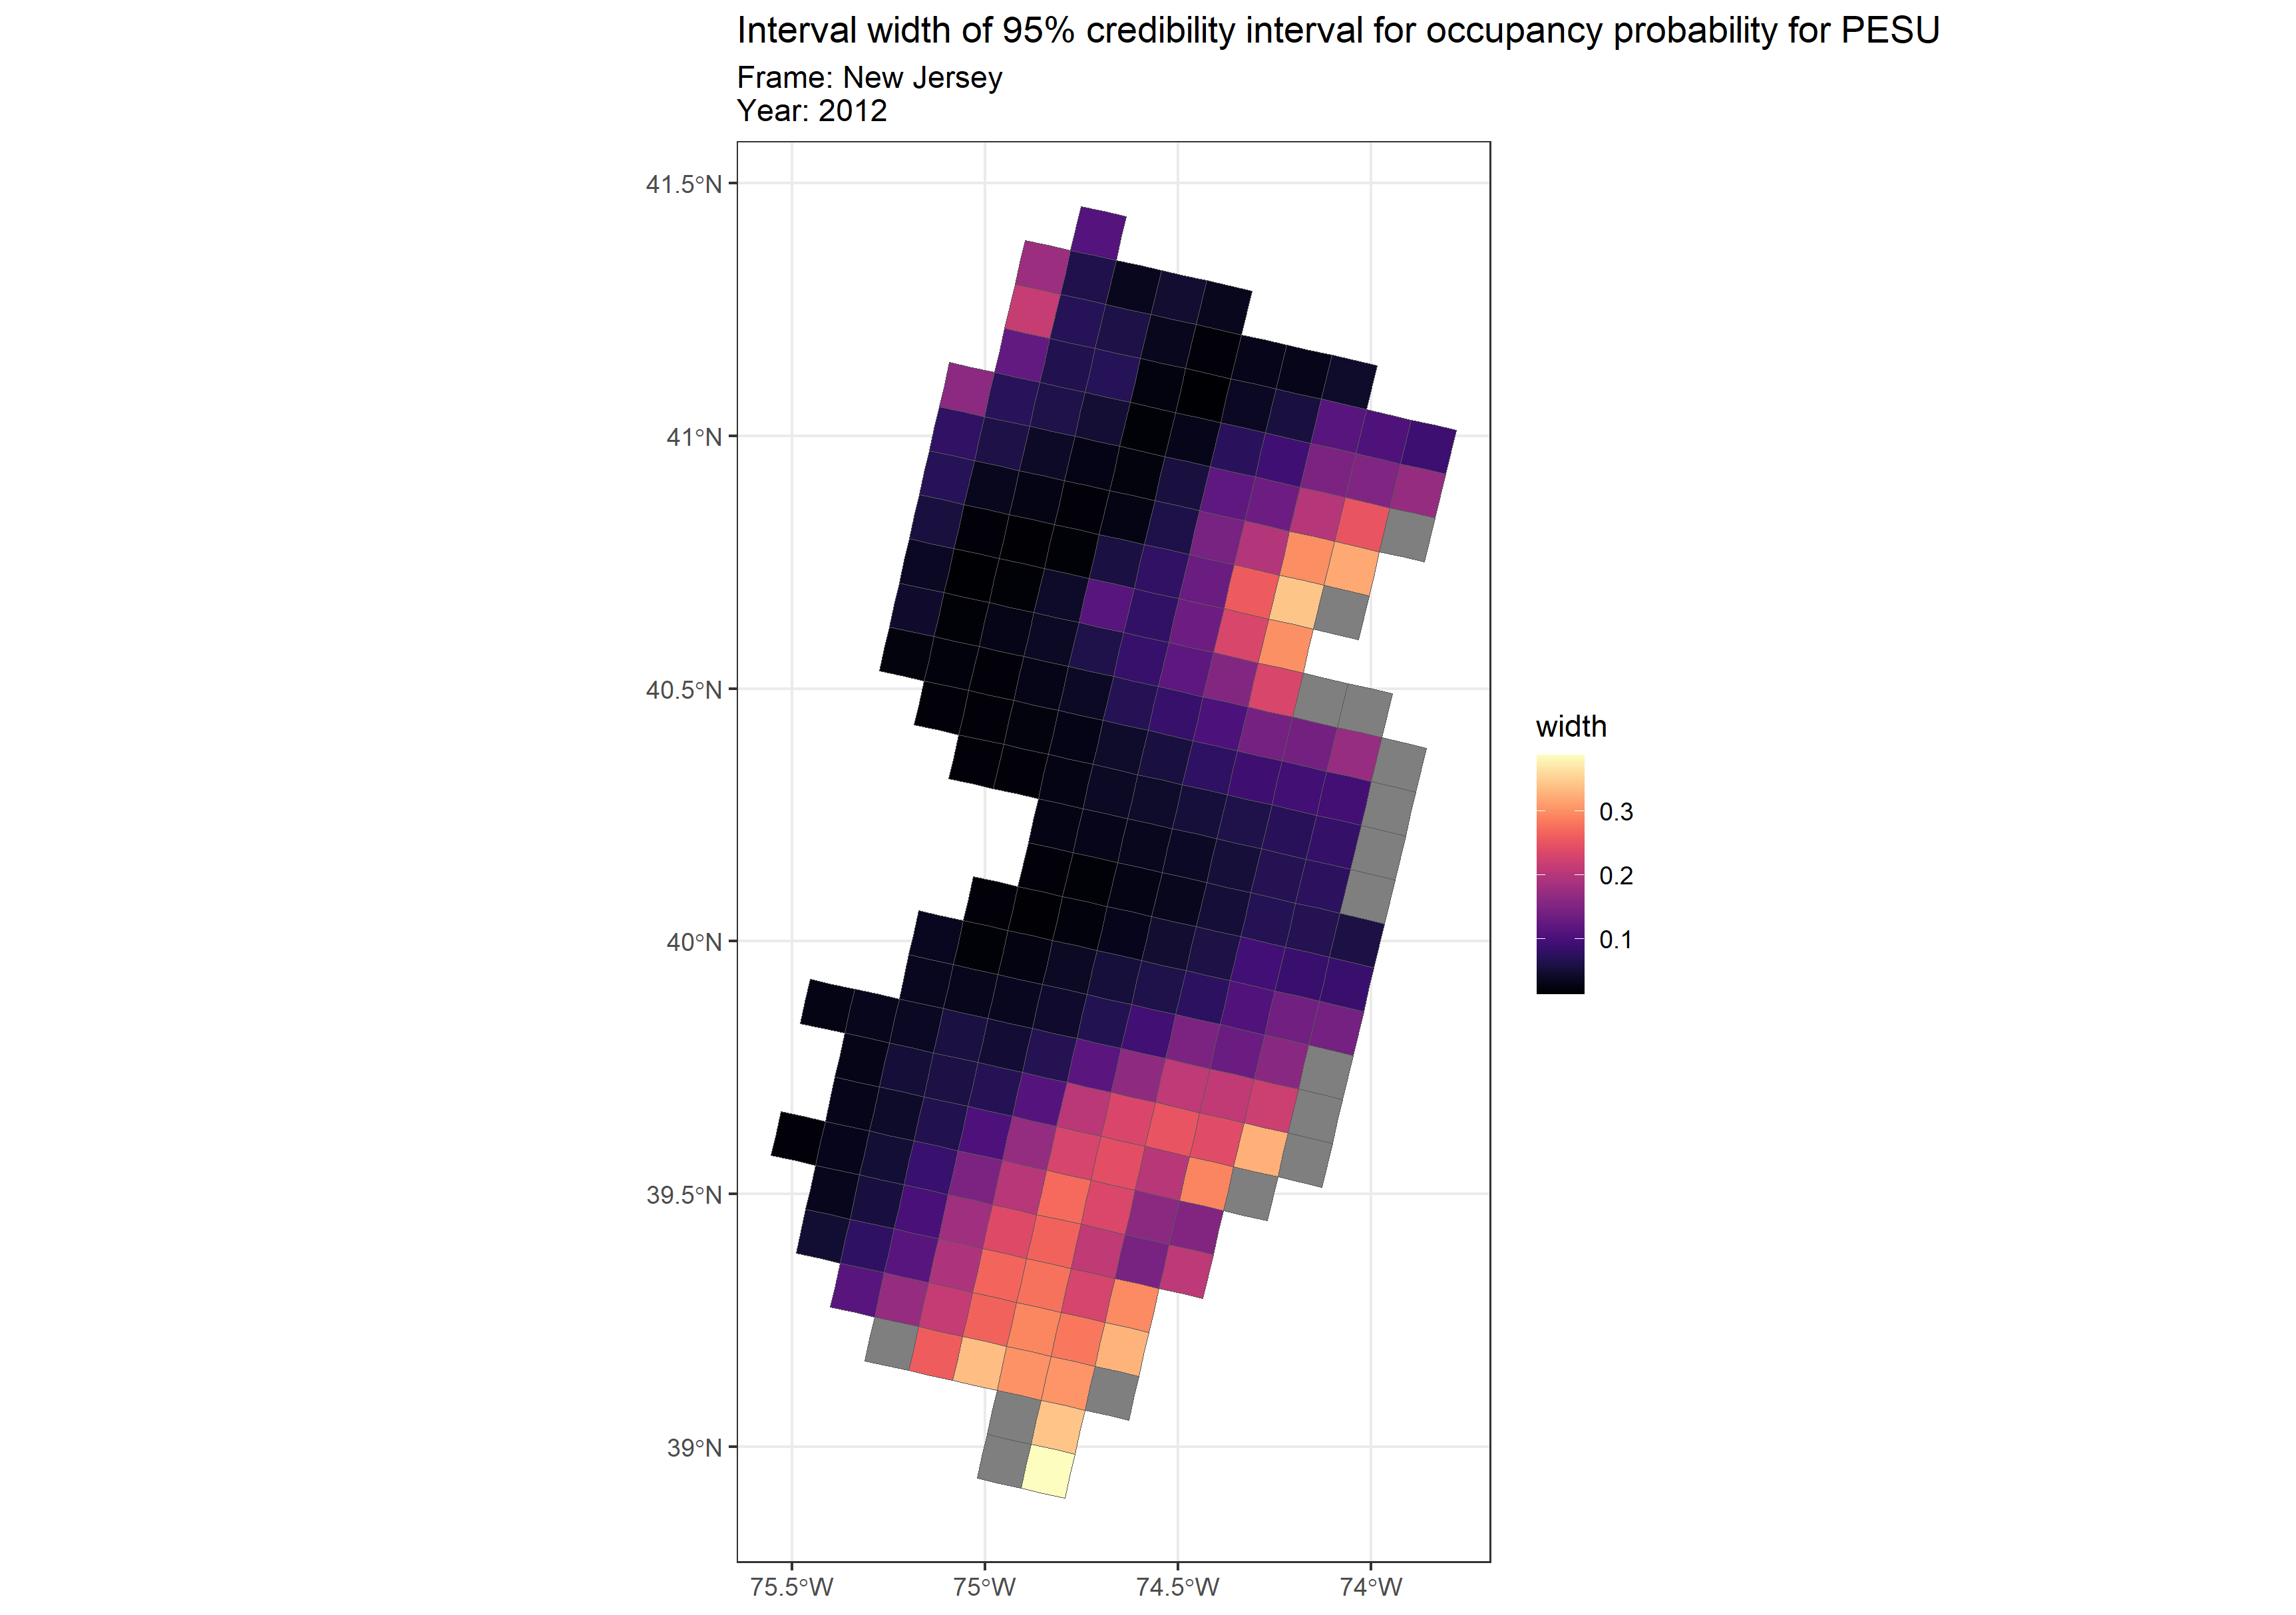 Interval width of 95% credibility interval for occupancy probability for PESU
Frame: New Jersey
Year: 2012
41.5°N
41°N
40.5°N
40°N
39.5°N
39°N
75.5°W
75°W
74.5°W
74°W
width
0.3
0.2
0.1